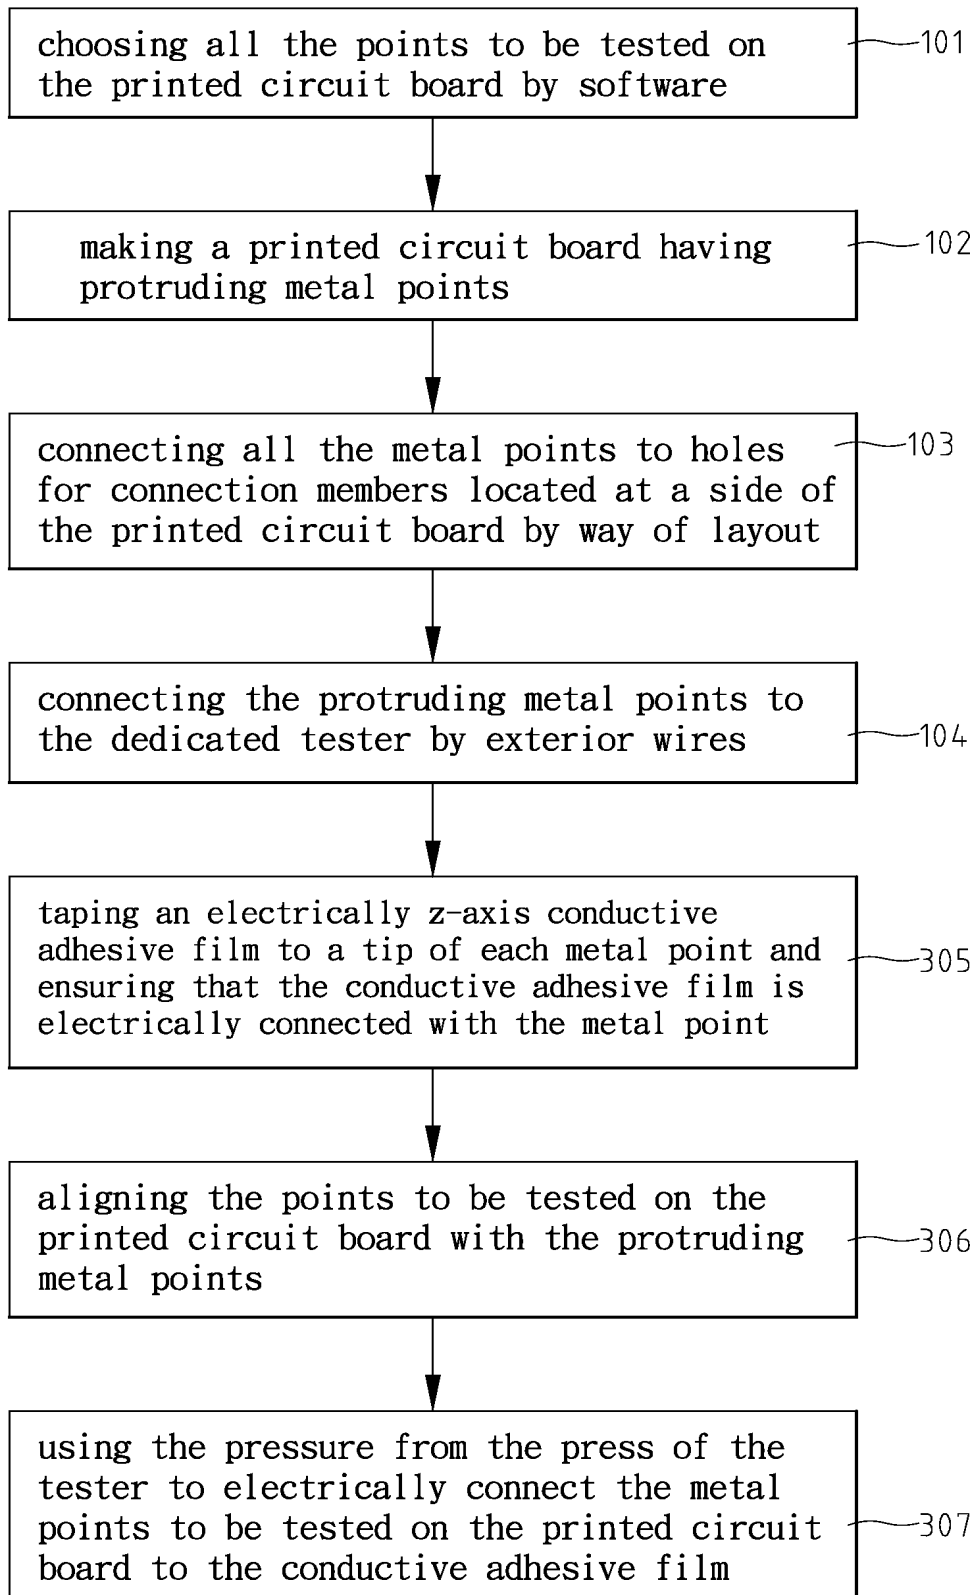 choosing all the points to be tested on
the printed circuit board by software
101
making a printed circuit board having
protruding metal points
102
connecting all the metal points to holes
for connection members located at a side of
the printed circuit board by way of layout
103
connecting the protruding metal points to
the dedicated tester by exterior wires
104
taping an electrically z-axis conductive
adhesive film to a tip of each metal point and
ensuring that the conductive adhesive film is
electrically connected with the metal point
305
aligning the points to be tested on the
printed circuit board with the protruding
metal points
306
using the pressure from the press of the
tester to electrically connect the metal
points to be tested on the printed circuit
board to the conductive adhesive film
307